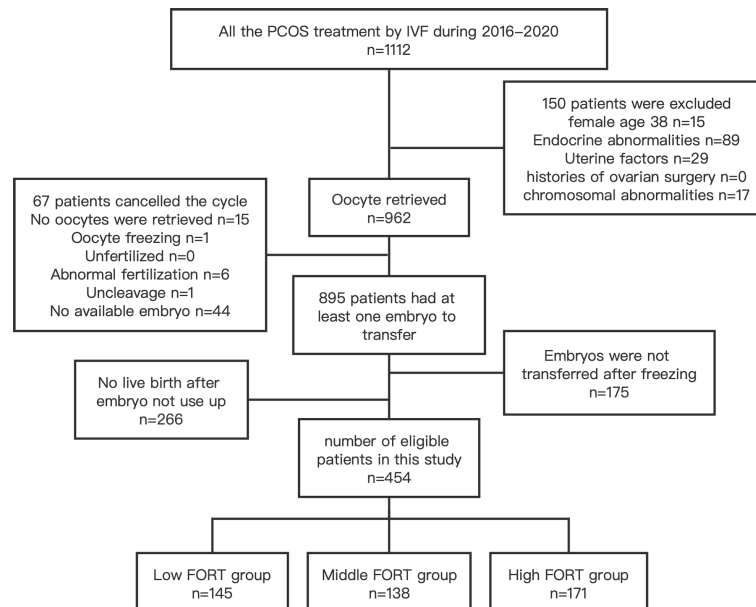 All the PCOS treatment by IVF during 2016–2020
n=1112
150 patients were excluded
female age 38 n=15
Endocrine abnormalities n=89
Uterine factors n=29
histories of ovarian surgery n=0
chromosomal abnormalities n=17
Oocyte retrieved
n=962
67 patients cancelled the cycle
No oocytes were retrieved n=15
Oocyte freezing n=1
Unfertilized n=0
Abnormal fertilization n=6
Uncleavage n=1
No available embryo n=44
895 patients had at
least one embryo to
transfer
Embryos were not
transferred after freezing
n=175
No live birth after
embryo not use up
n=266
number of eligible
patients in this study
n=454
Low FORT group
n=145
Middle FORT group
n=138
High FORT group
n=171